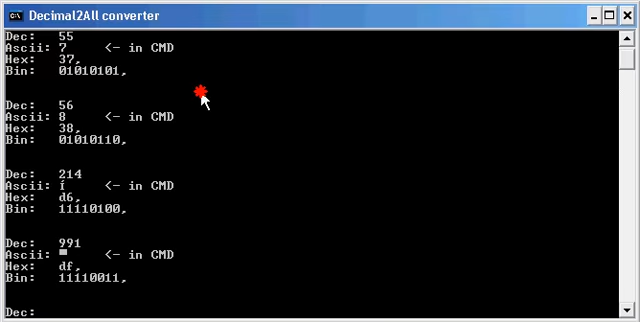 Decimal2All converter
Dec: 55
Ascii: 7 <- in CMD
Hex: 37,
Bin: 01010101,
Dec: 56
Ascii: 8 <- in CMD
Hex: 38,
Bin: 01010110,
Dec: 214
Ascii: Í <- in CMD
Hex: d6,
Bin: 11110100,
Dec: 991
Ascii: ▀ <- in CMD
Hex: df,
Bin: 11110011,
Dec: